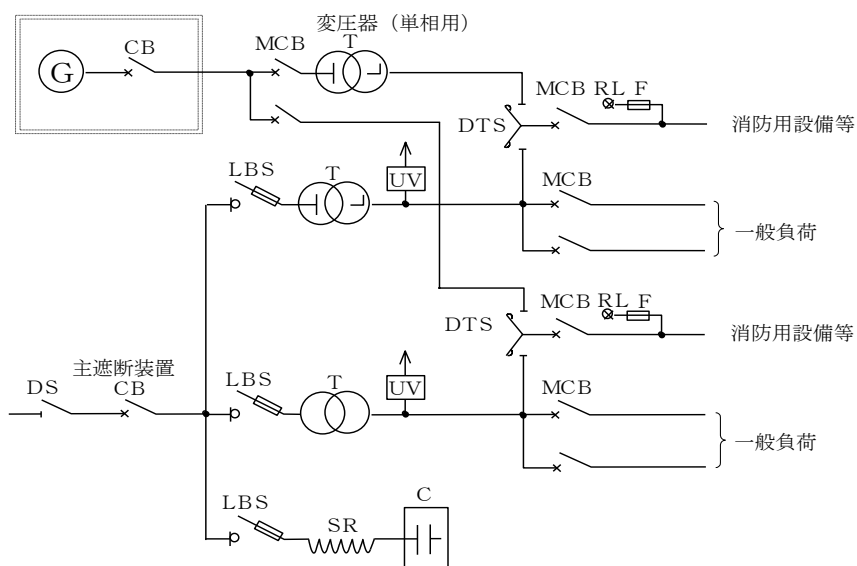 変圧器（単相用）
CB
MCB
T
G
MCB RL F
DTS
消防用設備等
LBS
T
UV
MCB
一般負荷
MCB RL F
DTS
消防用設備等
主遮断装置
DS
CB
LBS
T
UV
MCB
一般負荷
LBS
SR
C